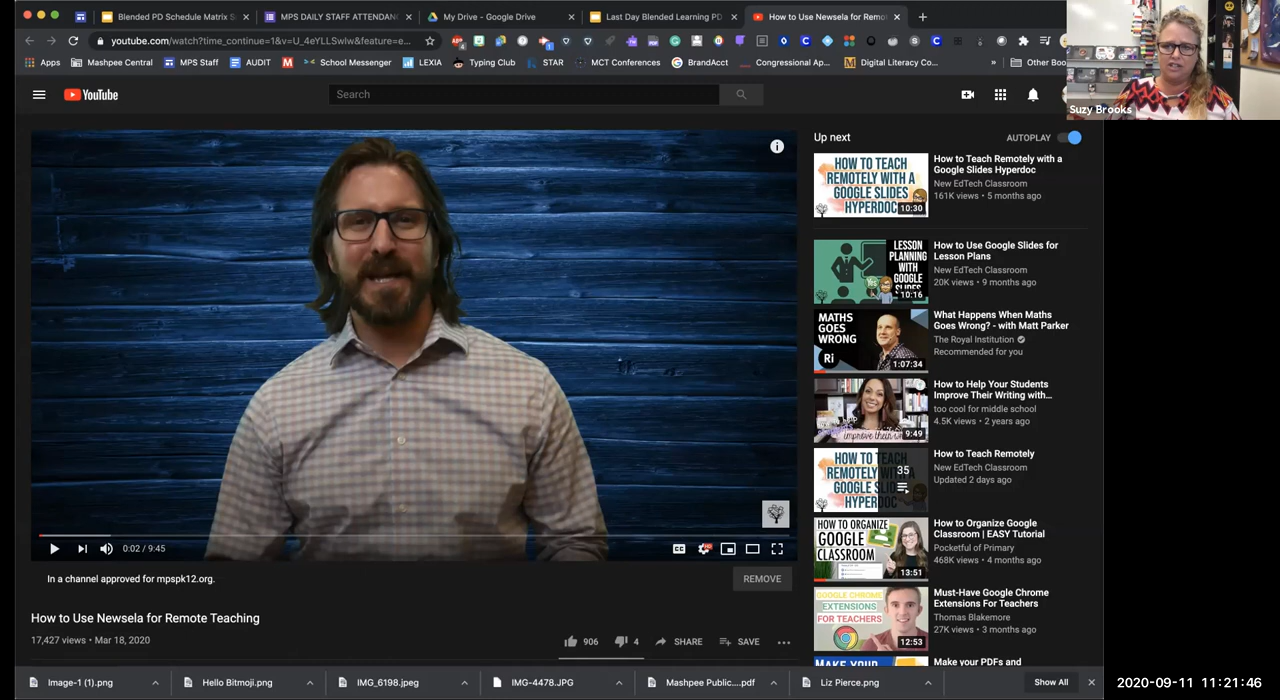 Blended PD Schedule Matrix S
MPS DAILY STAFF ATTENDAN
My Drive - Google Drive
Last Day Blended Learning PD
How to Use Newsela for Remo
youtube.com/watch?time_continue=1&v=U_4eYLLSwiw&feature=e...
Apps
Mashpee Central
MPS Staff
AUDIT
School Messenger
LEXIA
Typing Club
STAR
MCT Conferences
BrandAcct
Congressional Ap...
Digital Literacy Co...
»
Other Boo
Suzy Brooks
YouTube
Search
Up next
AUTOPLAY
HOW TO TEACH
REMOTELY WITH A
GOOGLE SLIDES
HYPERDOC
10:30
How to Teach Remotely with a
Google Slides Hyperdoc
New EdTech Classroom
161K views • 5 months ago
LESSON
PLANNING
WITH
GOOGLE
SLIDES
Yes
10:16
How to Use Google Slides for
Lesson Plans
New EdTech Classroom
20K views • 9 months ago
MATHS
GOES
WRONG
Ri
1:07:34
What Happens When Maths
Goes Wrong? - with Matt Parker
The Royal Institution
Recommended for you
9:49
How to Help Your Students
Improve Their Writing with...
too cool for middle school
4.5K views • 2 years ago
35
How to Teach Remotely
New EdTech Classroom
Updated 2 days ago
HOW TO ORGANIZE
GOOGLE
CLASSROOM
13:51
How to Organize Google
Classroom | EASY Tutorial
Pocketful of Primary
468K views • 4 months ago
GOOGLE CHROME
EXTENSIONS
FOR TEACHERS
12:53
Must-Have Google Chrome
Extensions For Teachers
Thomas Blakemore
27K views • 3 months ago
MAKE YOUR
Make your PDFs and
0:02 / 9:45
CC
HD
In a channel approved by mpspk12.org.
REMOVE
How to Use Newsela for Remote Teaching
17,427 views • Mar 18, 2020
906
4
SHARE
SAVE
Image-1 (1).png
Hello Bitmoji.png
IMG_6198.jpeg
IMG-4478.JPG
Mashpee Public....pdf
Liz Pierce.png
Show All
2020-09-11 11:21:46